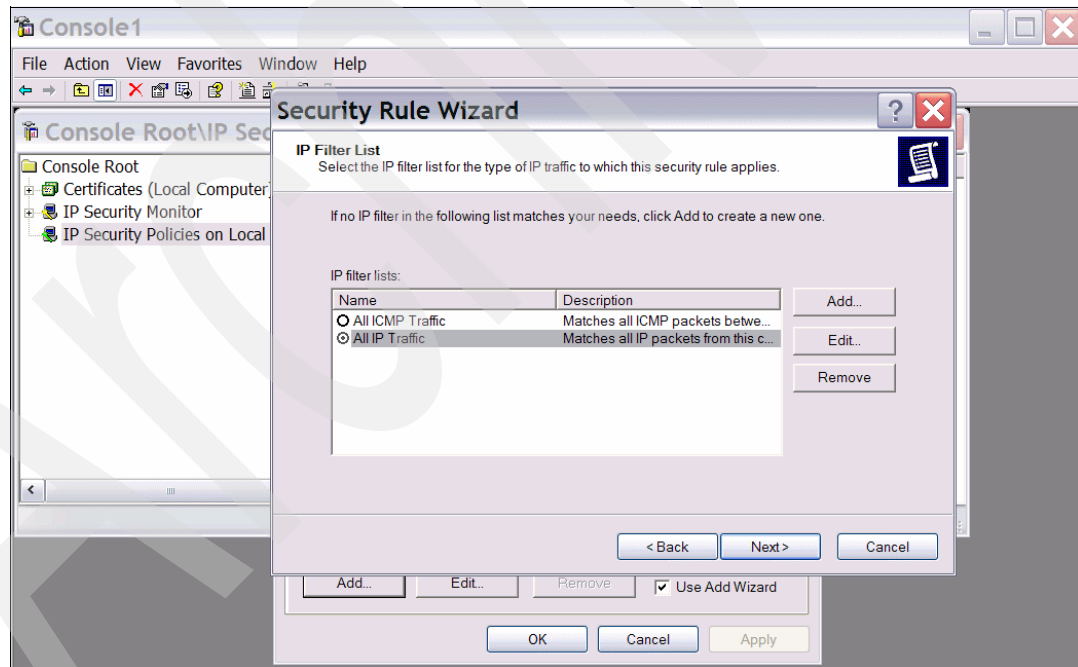 Console1
File Action View Favorites Window Help
Console Root\IP Sec
Console Root
Certificates (Local Computer)
IP Security Monitor
IP Security Policies on Local
Security Rule Wizard
IP Filter List
Select the IP filter list for the type of IP traffic to which this security rule applies.
If no IP filter in the following list matches your needs, click Add to create a new one.
IP filter lists:
Name Description
All ICMP Traffic Matches all ICMP packets betwe...
All IP Traffic Matches all IP packets from this c...
Add...
Edit...
Remove
< Back Next > Cancel
Add... Edit... Remove Use Add Wizard
OK Cancel Apply